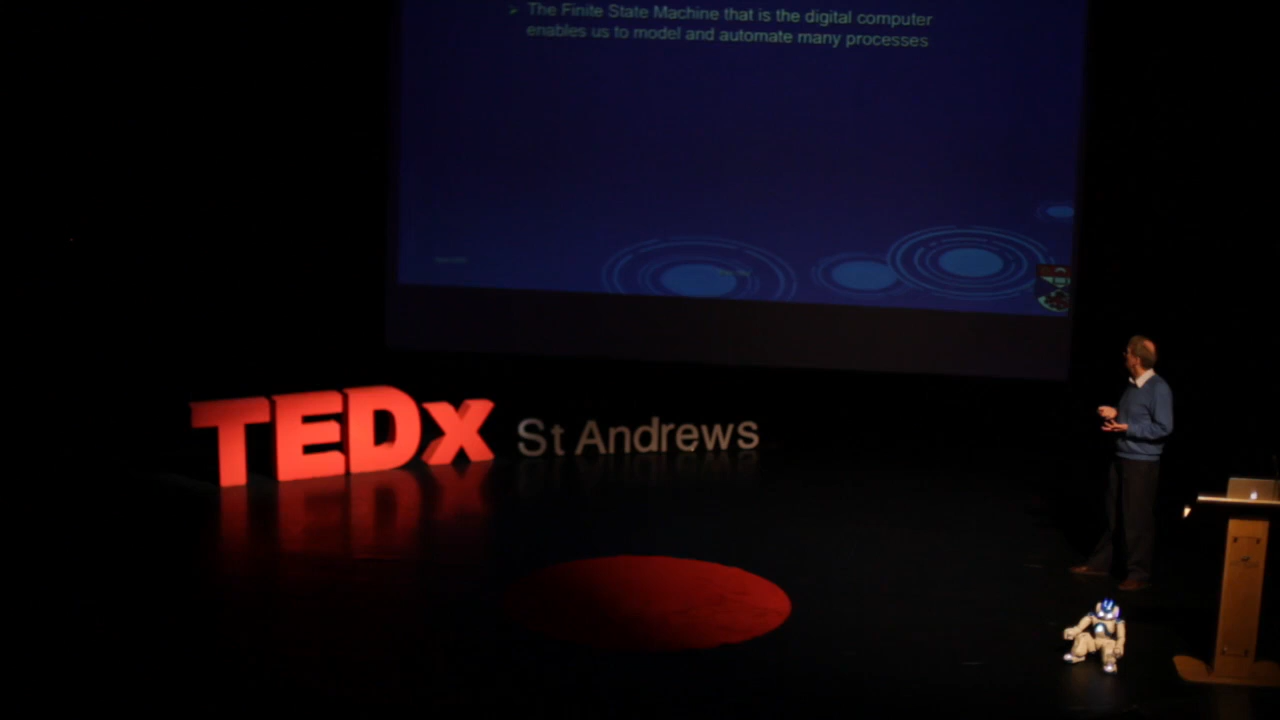 The Finite State Machine that is the digital computer
enables us to model and automate many processes
TEDx St Andrews